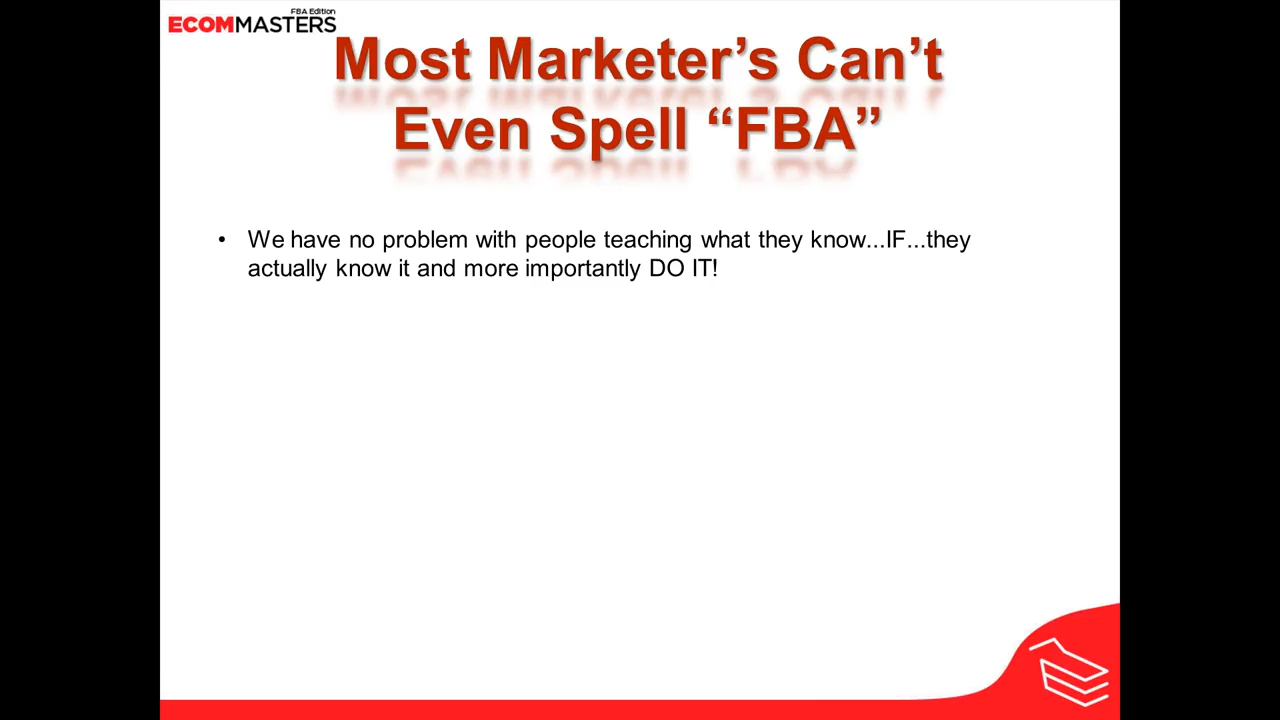 FBA Edition
ECOMMASTERS
Most Marketer’s Can’t
Even Spell “FBA”
• We have no problem with people teaching what they know...IF...they
actually know it and more importantly DO IT!